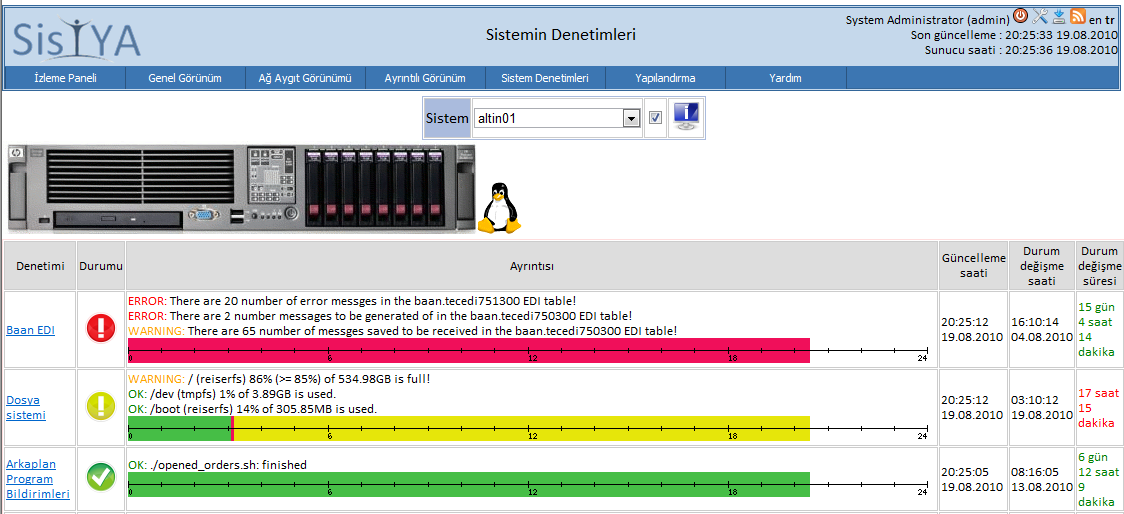 SisIYA
Sistemin Denetimleri
System Administrator (admin) en tr
Son güncelleme : 20:25:33 19.08.2010
Sunucu saati : 20:25:36 19.08.2010
İzleme Paneli Genel Görünüm Ağ Aygıt Görünümü Ayrıntılı Görünüm Sistem Denetimleri Yapılandırma Yardım
Sistem altin01
Denetimi Durumu Ayrıntısı Güncelleme saati Durum değişme saati Durum değişme süresi
Baan EDI
ERROR: There are 20 number of error messges in the baan.tecedi751300 EDI table!
ERROR: There are 2 number messages to be generated of in the baan.tecedi750300 EDI table!
WARNING: There are 65 number of messges saved to be received in the baan.tecedi750300 EDI table!
0 6 12 18 24
20:25:12
19.08.2010
16:10:14
04.08.2010
15 gün
4 saat
14
dakika
Dosya
sistemi
WARNING: / (reiserfs) 86% (>= 85%) of 534.98GB is full!
OK: /dev (tmpfs) 1% of 3.89GB is used.
OK: /boot (reiserfs) 14% of 305.85MB is used.
0 6 12 18 24
20:25:12
19.08.2010
03:10:12
19.08.2010
17 saat
15
dakika
Arkaplan
Program
Bildirimleri
OK: ./opened_orders.sh: finished
0 6 12 18 24
20:25:05
19.08.2010
08:16:05
13.08.2010
6 gün
12 saat
9
dakika